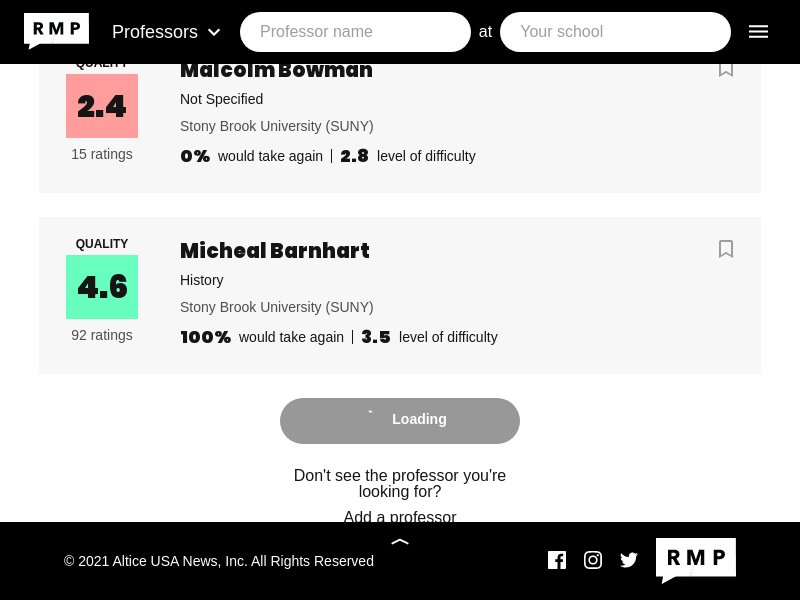 RMP
Professors
Professor name
at
Your school
QUALITY
Malcolm Bowman
2.4
Not Specified
Stony Brook University (SUNY)
15 ratings
0% would take again | 2.8 level of difficulty
QUALITY
Micheal Barnhart
4.6
History
Stony Brook University (SUNY)
92 ratings
100% would take again | 3.5 level of difficulty
Loading
Don't see the professor you're
looking for?
Add a professor
© 2021 Altice USA News, Inc. All Rights Reserved
RMP